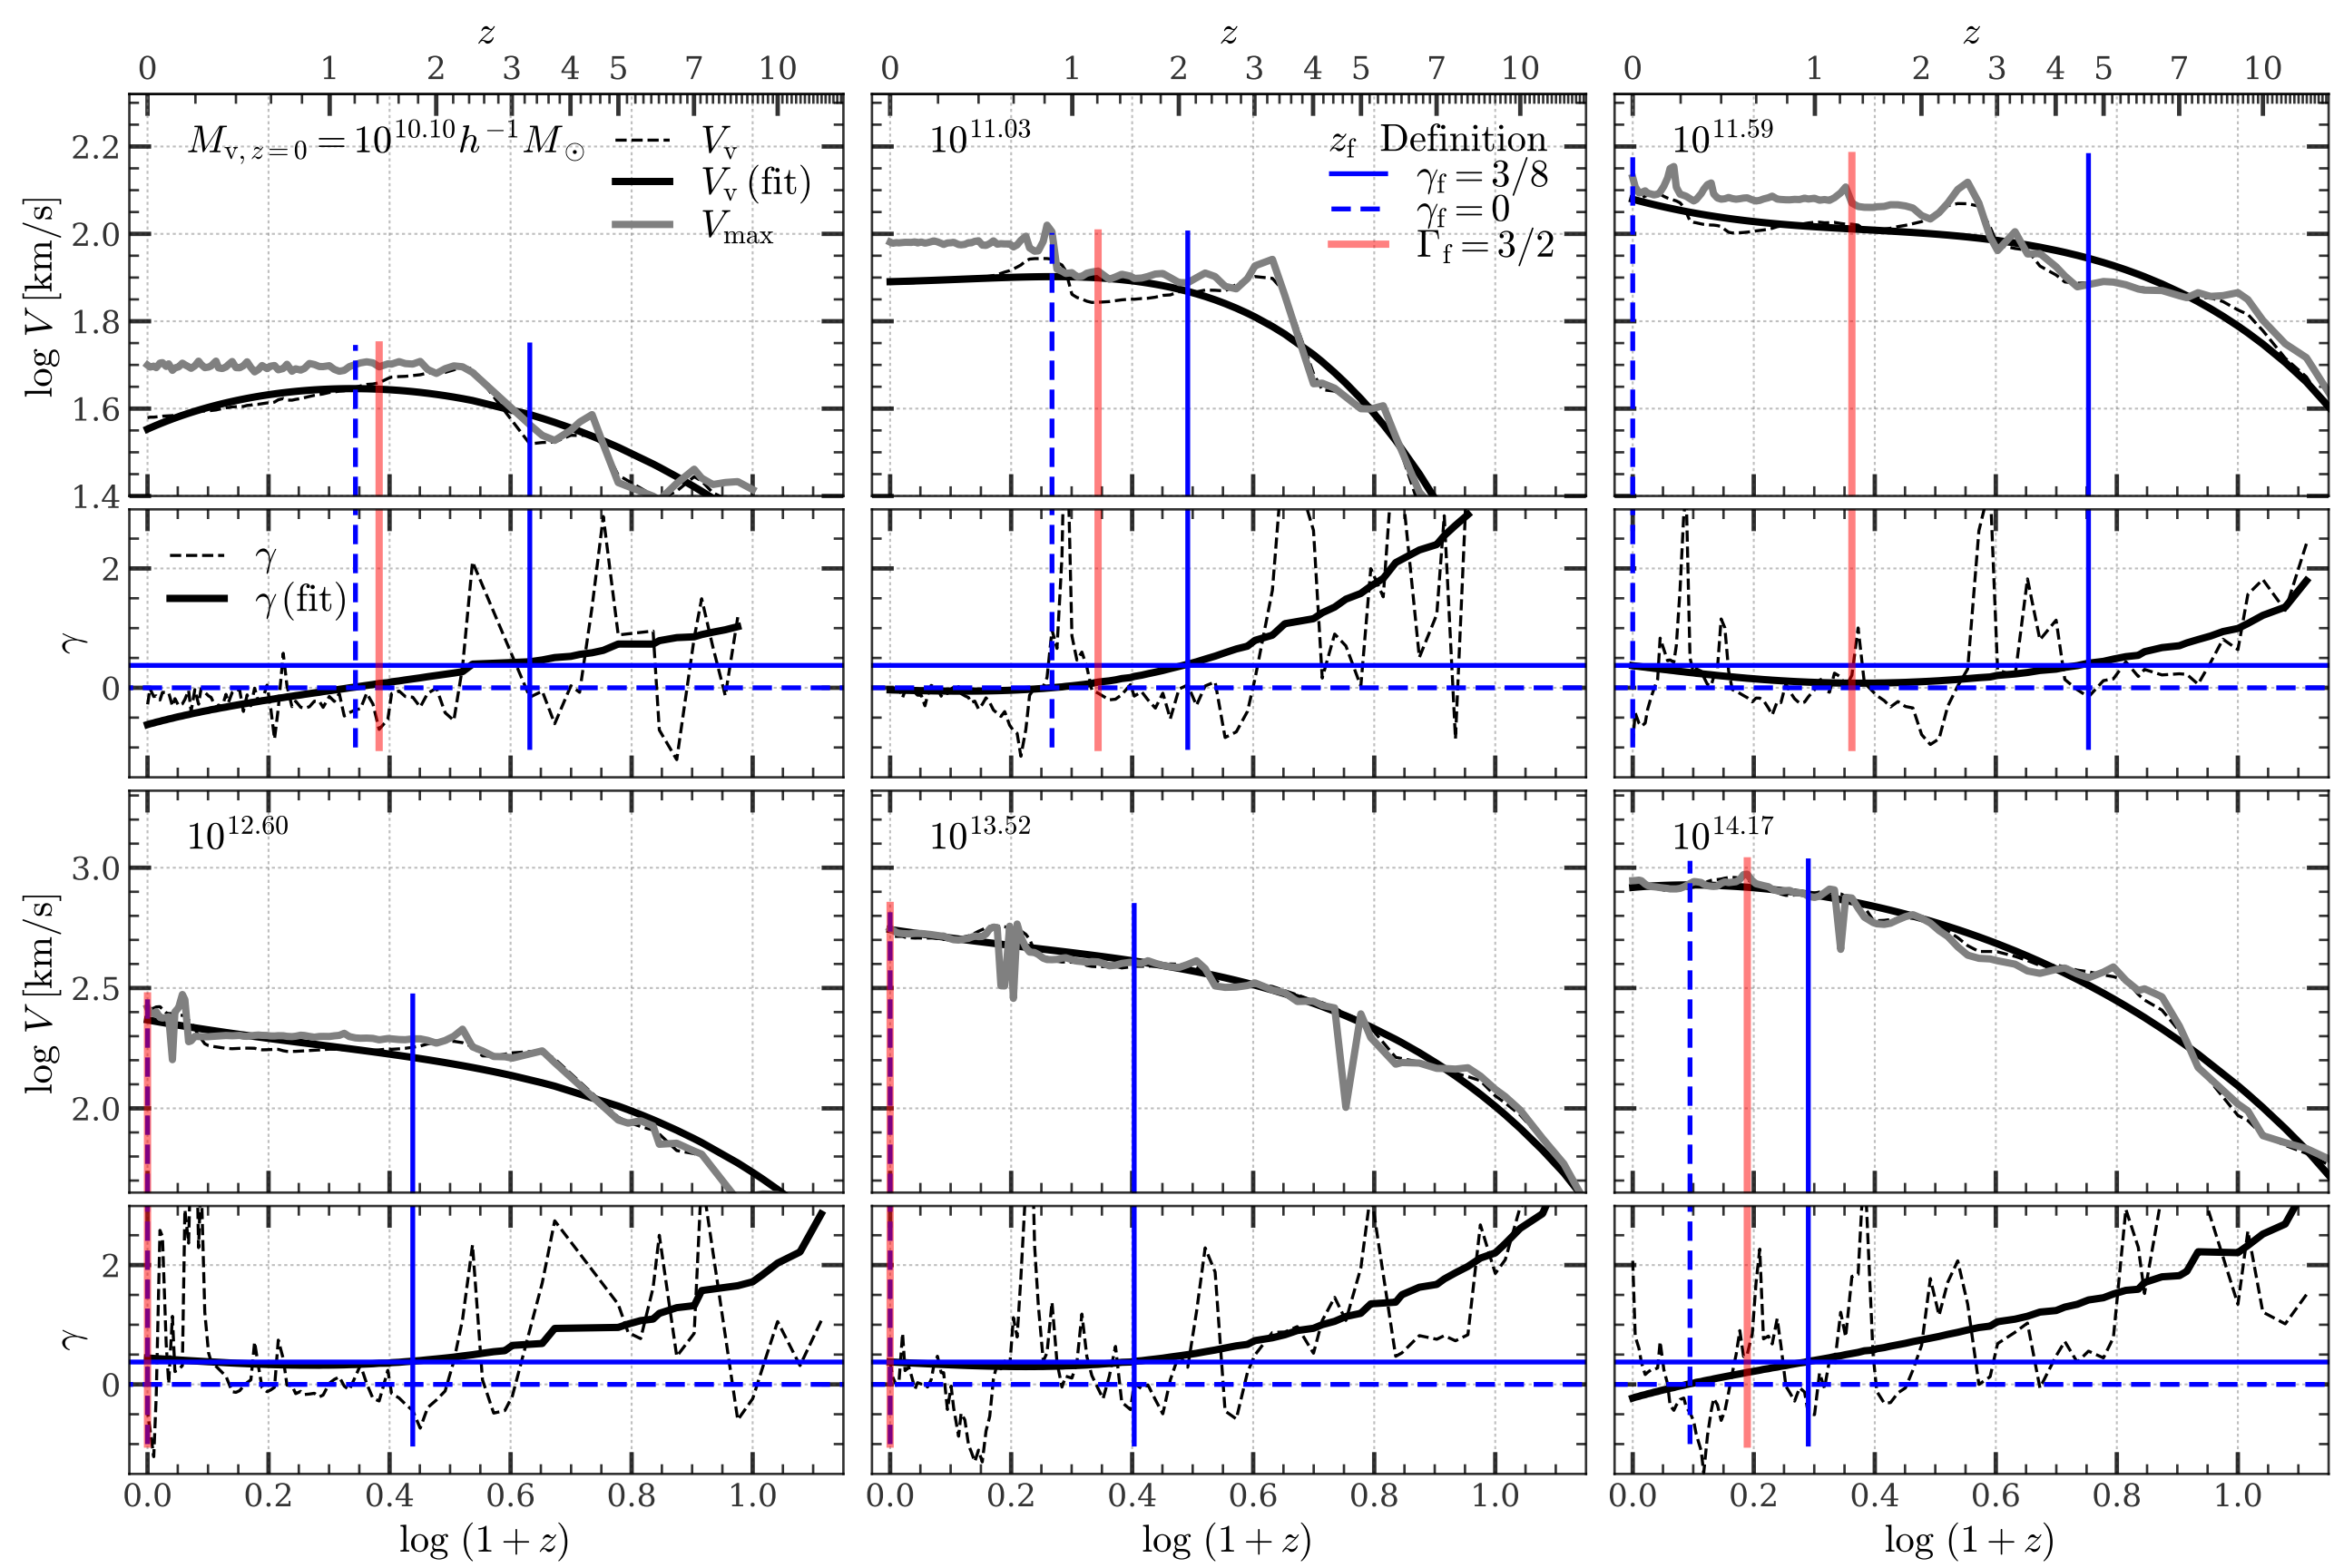 z z z
0 1 2 3 4 5 7 10 0 1 2 3 4 5 7 10 0 1 2 3 4 5 7 10
M_{v, z=0} = 10^{10.10} h^{-1} M_⊙
V_v
V_v (fit)
V_max
10^{11.03}
z_f Definition
γ_f = 3/8
γ_f = 0
Γ_f = 3/2
10^{11.59}
log V [km/s]
2.2
2.0
1.8
1.6
1.4
γ
γ (fit)
γ
2
0
10^{12.60}
10^{13.52}
10^{14.17}
log V [km/s]
3.0
2.5
2.0
γ
2
0
0.0 0.2 0.4 0.6 0.8 1.0 0.0 0.2 0.4 0.6 0.8 1.0 0.0 0.2 0.4 0.6 0.8 1.0
log (1 + z) log (1 + z) log (1 + z)